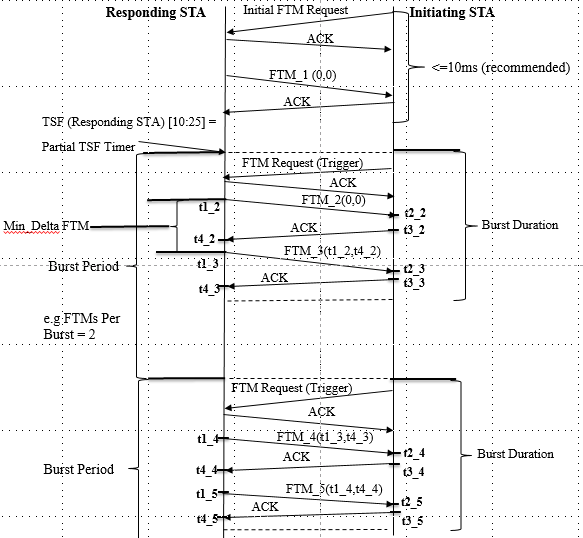 Responding STA
Initial FTM Request
Initiating STA
ACK
<=10ms (recommended)
FTM_1 (0,0)
ACK
TSF (Responding STA) [10:25] =
Partial TSF Timer
FTM Request (Trigger)
ACK
t1_2
FTM_2(0,0)
t2_2
Min_Delta FTM
ACK
t3_2
Burst Duration
t4_2
FTM_3(t1_2,t4_2)
Burst Period
t1_3
t2_3
ACK
t3_3
t4_3
e.g FTMs Per
Burst = 2
FTM Request (Trigger)
ACK
t1_4
FTM_4(t1_3,t4_3)
t2_4
Burst Duration
ACK
Burst Period
t4_4
t3_4
t1_5
FTM_5(t1_4,t4_4)
t2_5
ACK
t4_5
t3_5